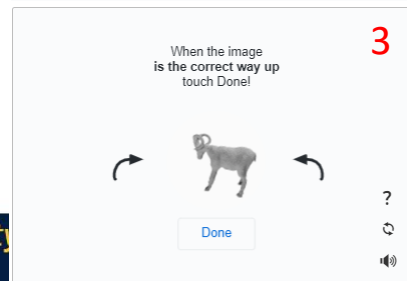 When the image
is the correct way up
touch Done!
3
?
Done